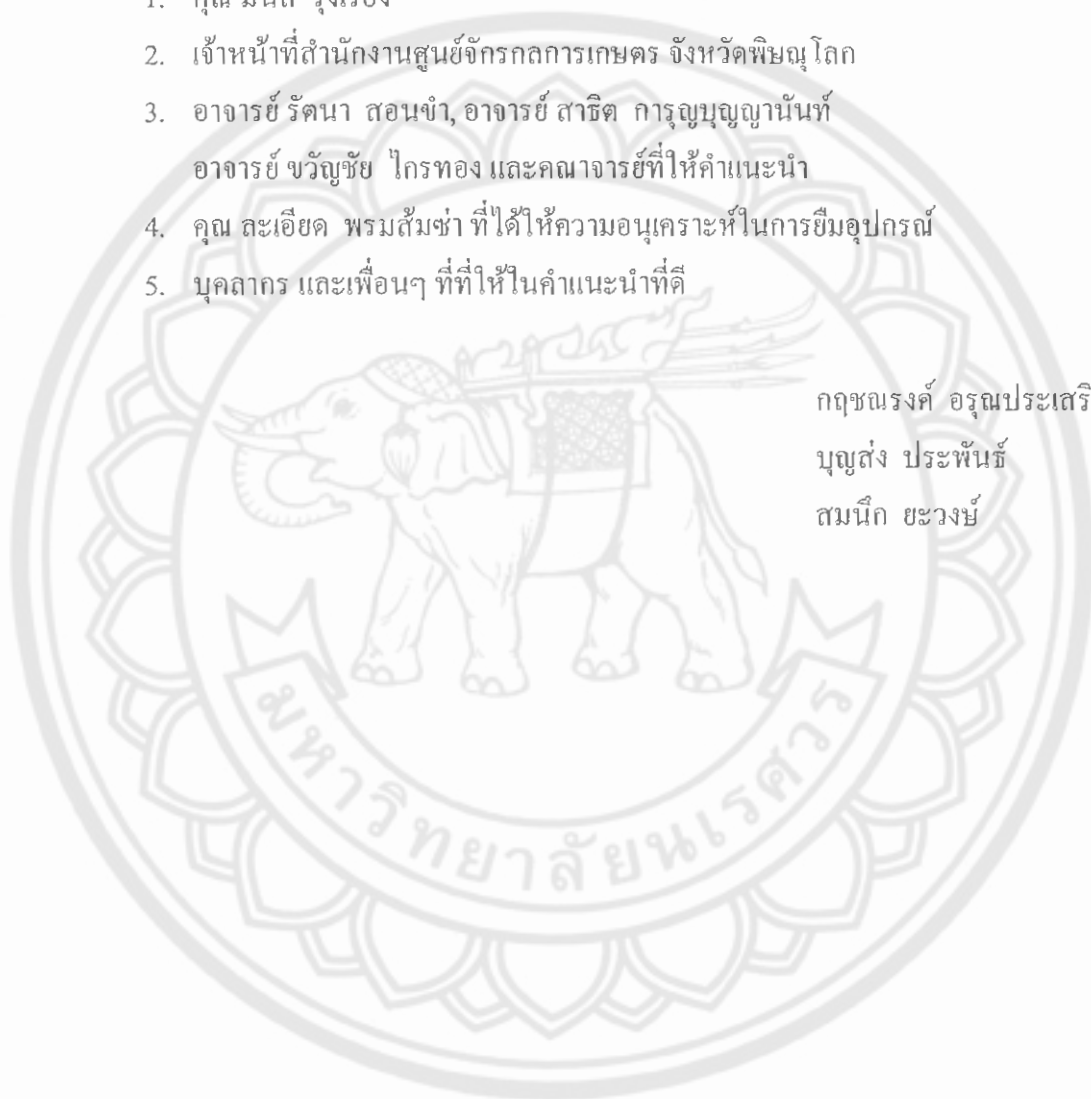 1.
2. เจ้าหน้าที่สำนักงานศูนย์จักรกลการเกษตร จังหวัดพิษณุโลก
3. อาจารย์ รัตนา สอนขำ, อาจารย์ สาธิต การุญบุญญานันท์
อาจารย์ ขวัญชัย ไกรทอง และคณาจารย์ที่ให้คำแนะนำ
4. คุณ ละเอียด พรมส้มซ่า ที่ได้ให้ความอนุเคราะห์ในการยืมอุปกรณ์
5. บุคลากร และเพื่อนๆ ที่ที่ให้ในคำแนะนำที่ดี
กฤชณรงค์ อรุณประเสริ
บุญส่ง ประพันธ์
สมนึก ยะวงษ์
มหาวิทยาลัยนเรศวร